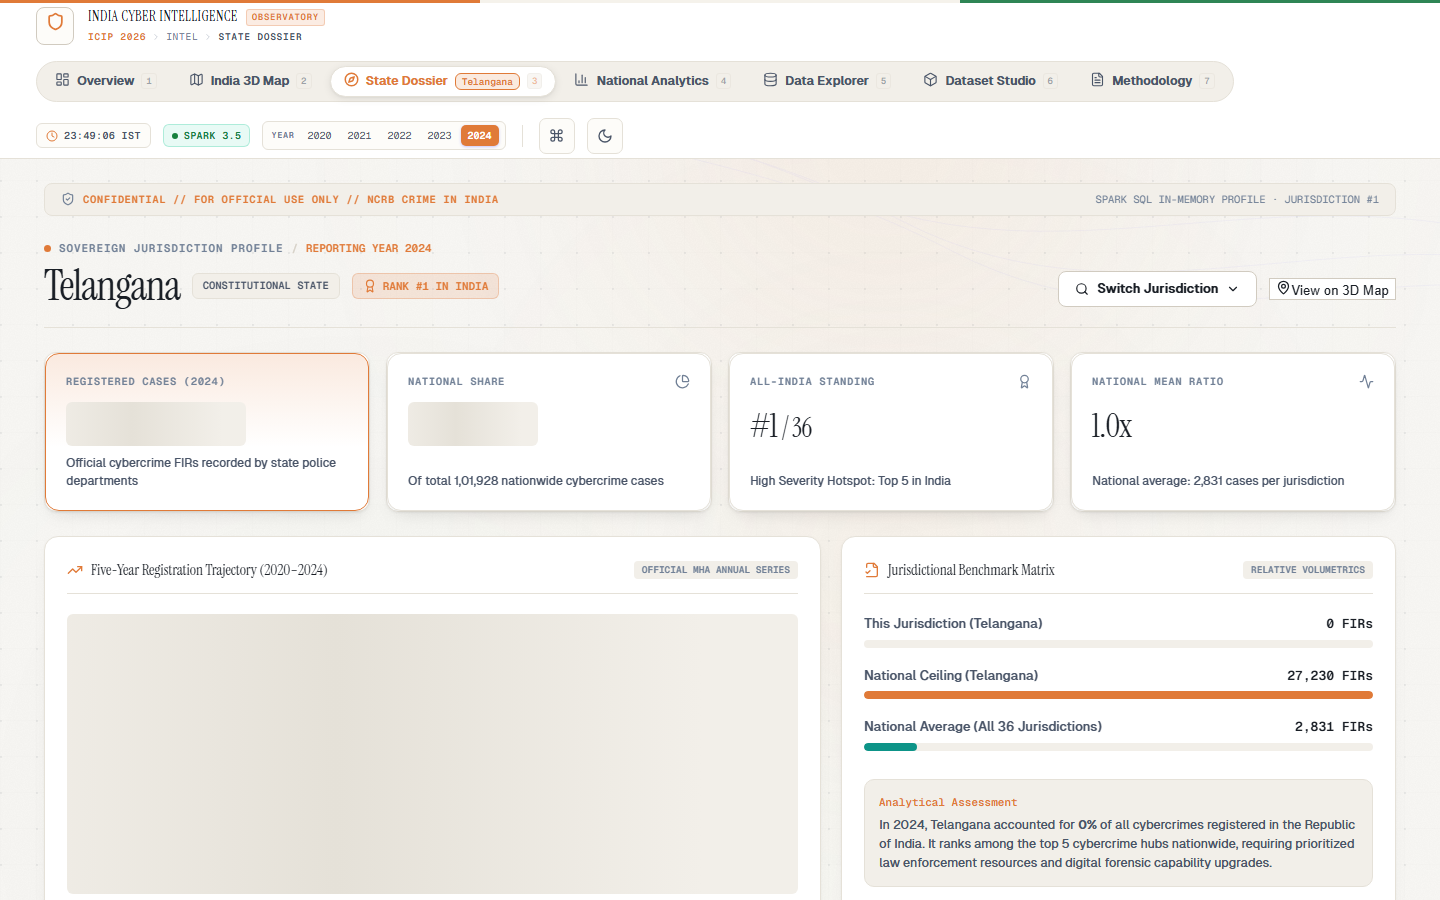 INDIA CYBER INTELLIGENCE OBSERVATORY
ICIP 2026 › INTEL › STATE DOSSIER
Overview 1 India 3D Map 2 State Dossier Telangana 3 National Analytics 4 Data Explorer 5 Dataset Studio 6 Methodology 7
23:49:06 IST SPARK 3.5 YEAR 2020 2021 2022 2023 2024
CONFIDENTIAL // FOR OFFICIAL USE ONLY // NCRB CRIME IN INDIA SPARK SQL IN-MEMORY PROFILE · JURISDICTION #1
SOVEREIGN JURISDICTION PROFILE / REPORTING YEAR 2024
Telangana CONSTITUTIONAL STATE RANK #1 IN INDIA Switch Jurisdiction View on 3D Map
REGISTERED CASES (2024)
Official cybercrime FIRs recorded by state police
departments
NATIONAL SHARE
Of total 1,01,928 nationwide cybercrime cases
ALL-INDIA STANDING
#1 / 36
High Severity Hotspot: Top 5 in India
NATIONAL MEAN RATIO
1.0x
National average: 2,831 cases per jurisdiction
Five-Year Registration Trajectory (2020–2024) OFFICIAL MHA ANNUAL SERIES
Jurisdictional Benchmark Matrix RELATIVE VOLUMETRICS
This Jurisdiction (Telangana) 0 FIRs
National Ceiling (Telangana) 27,230 FIRs
National Average (All 36 Jurisdictions) 2,831 FIRs
Analytical Assessment
In 2024, Telangana accounted for 0% of all cybercrimes registered in the Republic
of India. It ranks among the top 5 cybercrime hubs nationwide, requiring prioritized
law enforcement resources and digital forensic capability upgrades.